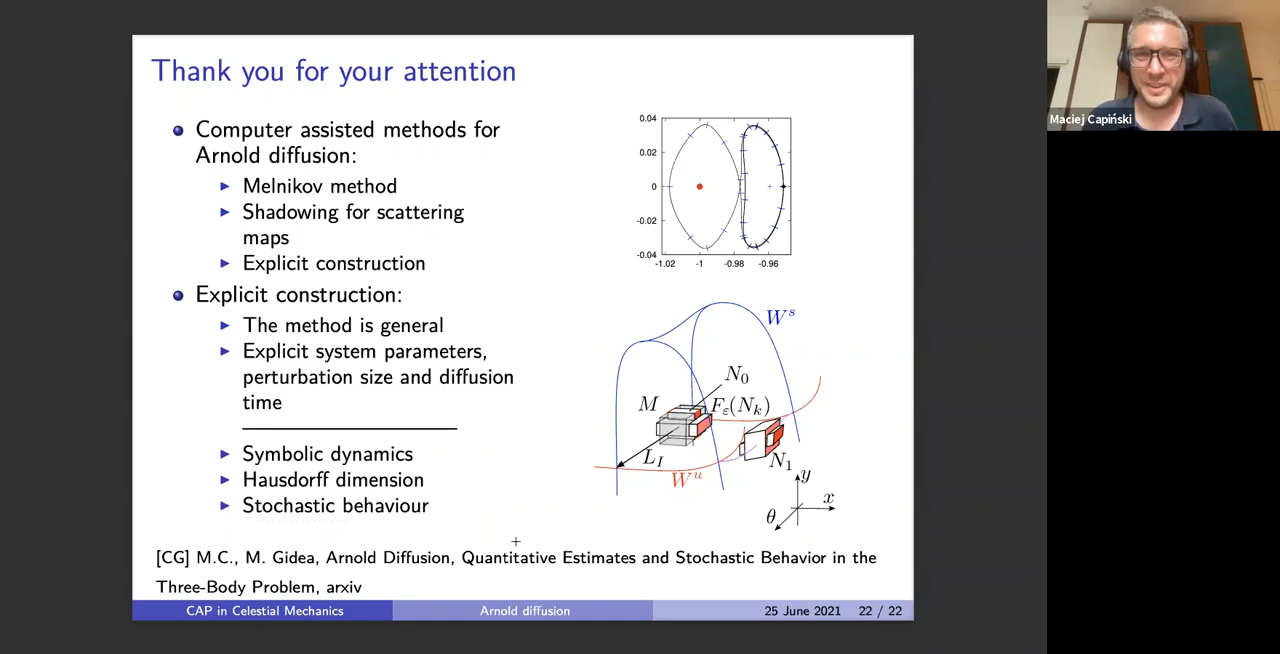 Thank you for your attention
Computer assisted methods for
Arnold diffusion:
Melnikov method
Shadowing for scattering
maps
Explicit construction
Explicit construction:
The method is general
Explicit system parameters,
perturbation size and diffusion
time
Symbolic dynamics
Hausdorff dimension
Stochastic behaviour
0.04
0.02
0
-0.02
-0.04
-1.02 -1 -0.98 -0.96
W^s
N_0
M
F_ε(N_k)
L_I
N_1
W^u
y
x
θ
[CG] M.C., M. Gidea, Arnold Diffusion, Quantitative Estimates and Stochastic Behavior in the
Three-Body Problem, arxiv
CAP in Celestial Mechanics Arnold diffusion 25 June 2021 22 / 22
Maciej Capiński